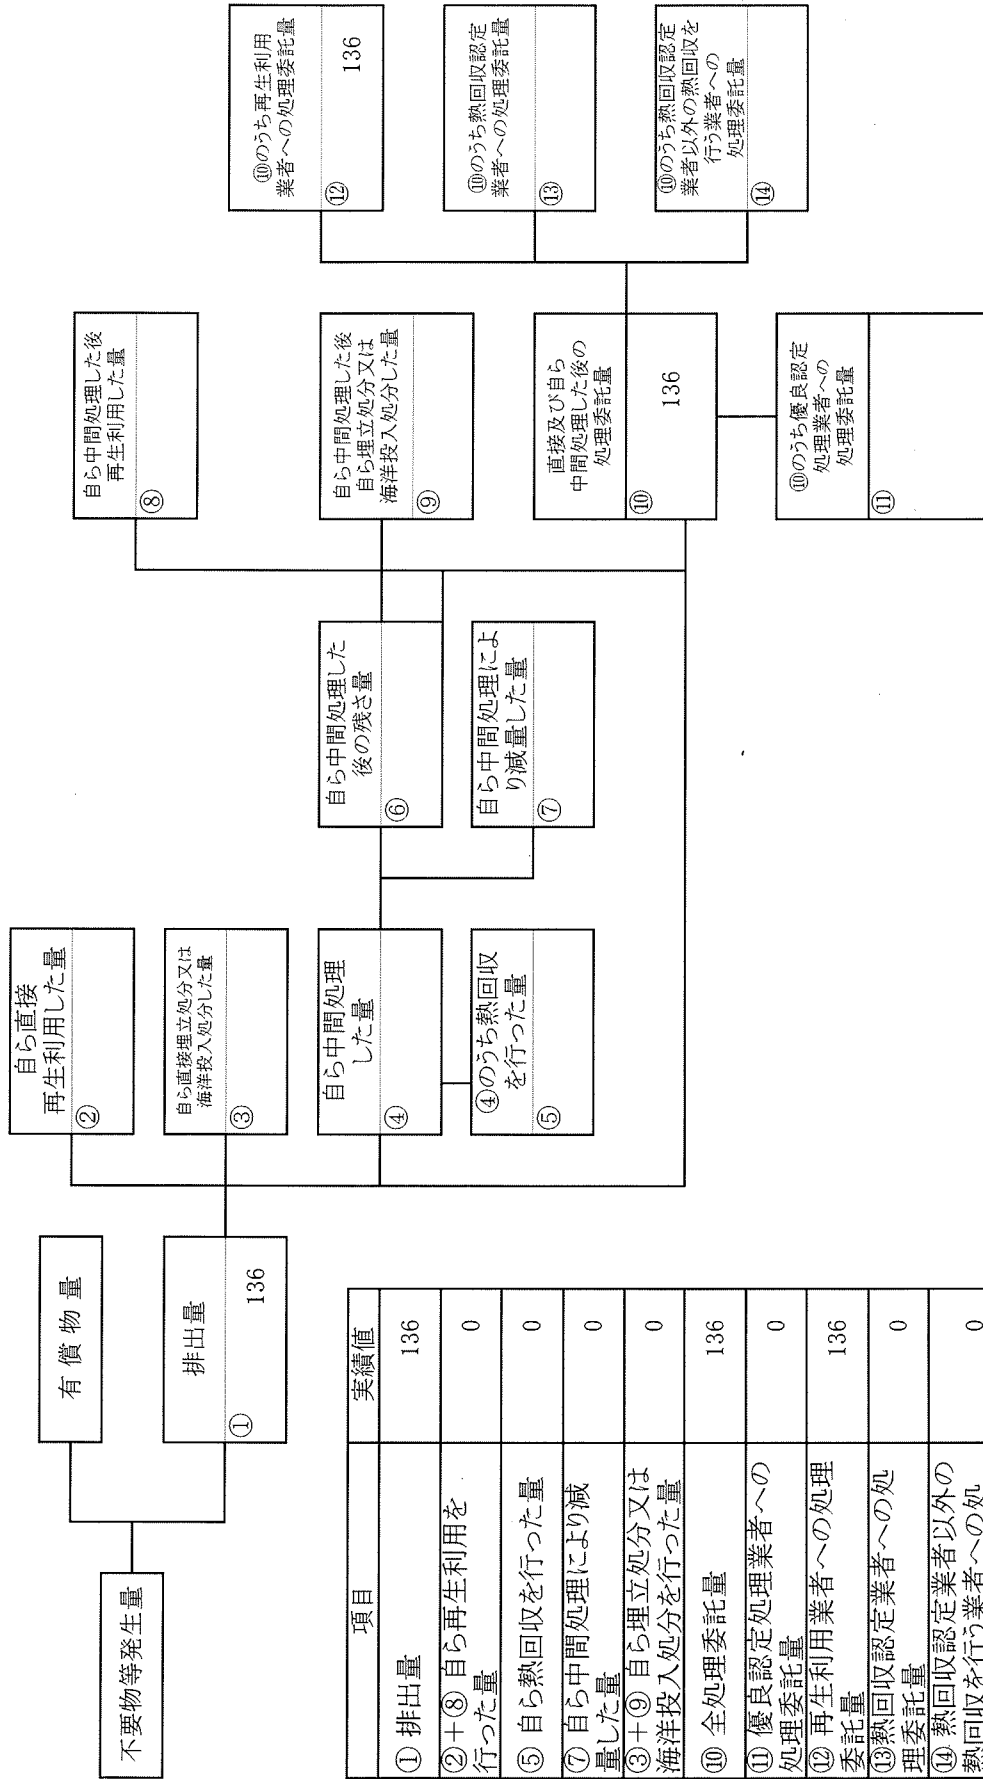 不要物等発生量
有償物量
排出量
①
136
自ら直接
再生利用した量
②
自ら直接埋立処分又は
海洋投入処分した量
③
自ら中間処理
した量
④
④のうち熱回収
を行った量
⑤
自ら中間処理した
後の残さ量
⑥
自ら中間処理によ
り減量した量
⑦
自ら中間処理した後
再生利用した量
⑧
自ら中間処理した後
自ら埋立処分又は
海洋投入処分した量
⑨
直接及び自ら
中間処理した後の
処理委託量
⑩
136
⑩のうち優良認定
処理業者への
処理委託量
⑪
⑩のうち再生利用
業者への処理委託量
⑫
136
⑩のうち熱回収認定
業者への処理委託量
⑬
⑩のうち熱回収認定
業者以外の熱回収を
行う業者への
処理委託量
⑭
項目 実績値
① 排出量 136
②+⑧ 自ら再生利用を
行った量 0
⑤ 自ら熱回収を行った量 0
⑦ 自ら中間処理により減
量した量 0
③+⑨ 自ら埋立処分又は
海洋投入処分を行った量 0
⑩ 全処理委託量 136
⑪ 優良認定処理業者への
処理委託量 0
⑫ 再生利用業者への処理
委託量 136
⑬熱回収認定業者への処
理委託量 0
⑭ 熱回収認定業者以外の
熱回収を行う業者への処 0